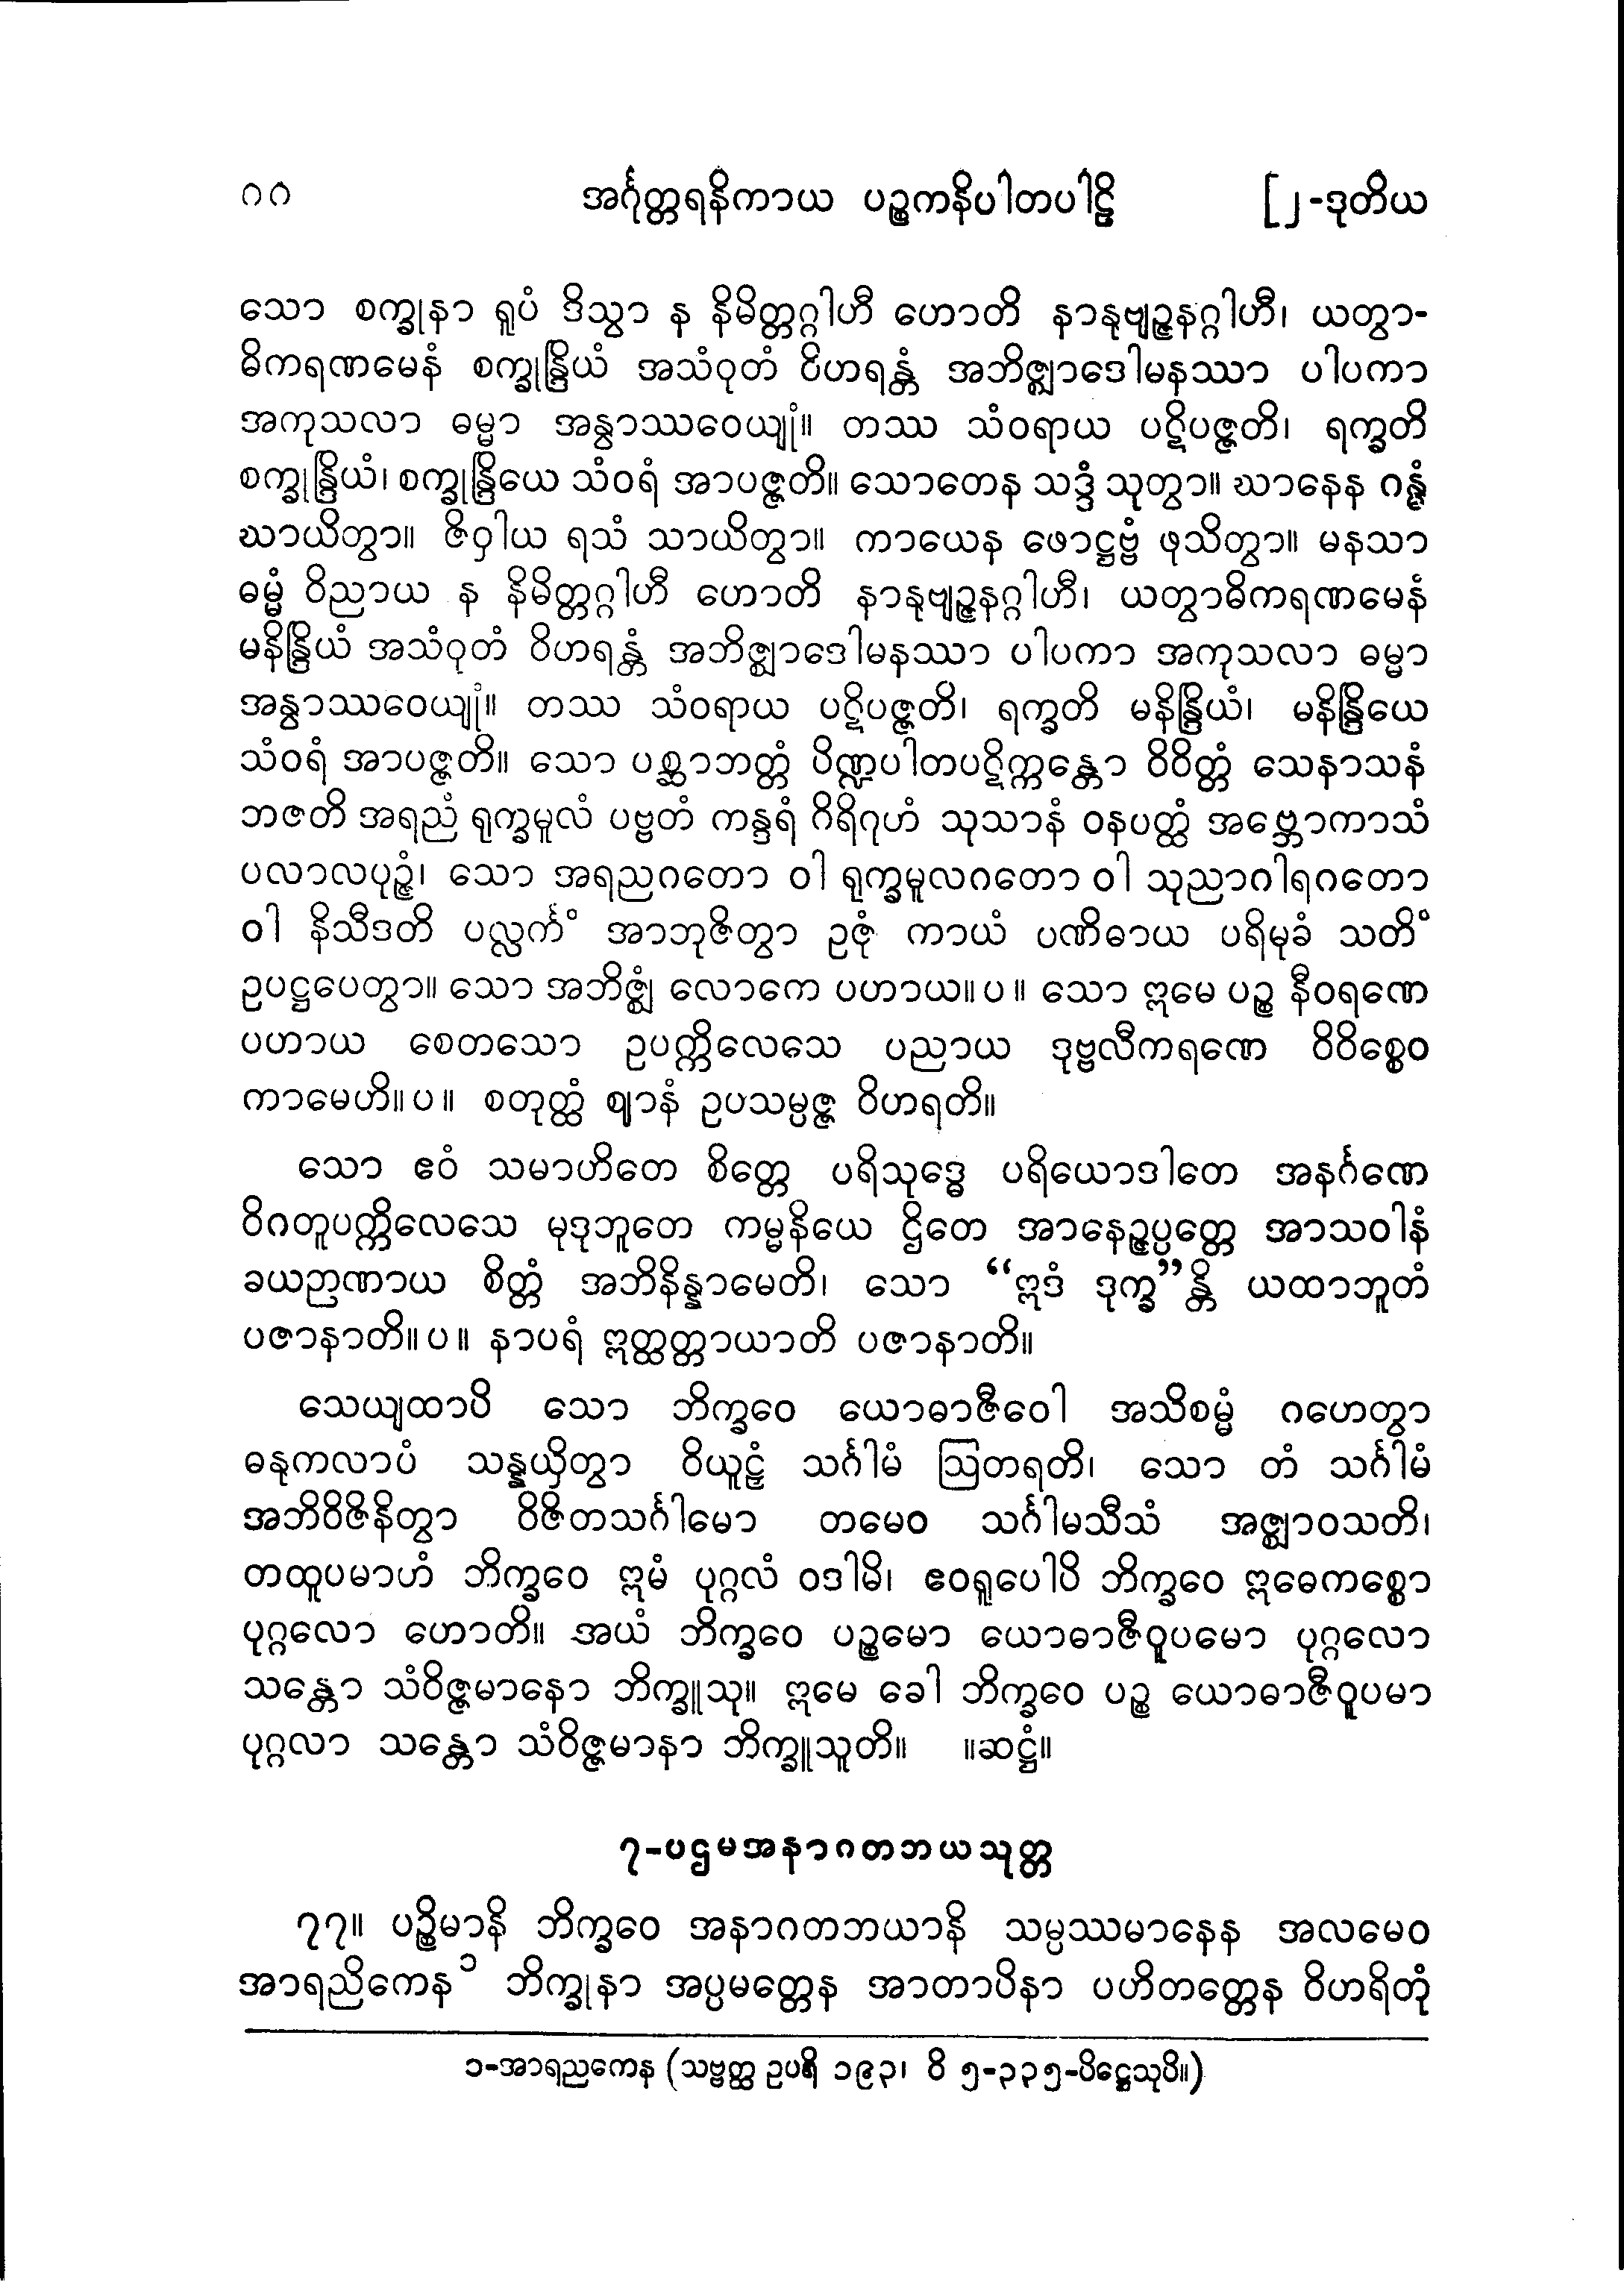 ၈၈ အင်္ဂုတ္တရနိကာယ ပဉ္စကနိပါတပါဠိ [၂-ဒုတိယ
သော စက္ခုနာ ရူပံ ဒိသွာ န နိမိတ္တဂ္ဂါဟီ ဟောတိ နာနုဗျဉ္ဇနဂ္ဂါဟီ၊ ယတွာ-
ဓိကရဏမေနံ စက္ခုန္ဒြိယံ အသံဝုတံ ဝိဟရန္တံ အဘိဇ္ဈာဒေါမနဿာ ပါပကာ
အကုသလာ ဓမ္မာ အန္ဝာဿဝေယျုံ။ တဿ သံဝရာယ ပဋိပဇ္ဇတိ၊ ရက္ခတိ
စက္ခုန္ဒြိယံ၊ စက္ခုန္ဒြိယေ သံဝရံ အာပဇ္ဇတိ။ သောတေန သဒ္ဒံ သုတွာ။ ဃာနေန ဂန္ဓံ
ဃာယိတွာ။ ဇိဝှါယ ရသံ သာယိတွာ။ ကာယေန ဖောဋ္ဌဗ္ဗံ ဖုသိတွာ။ မနသာ
ဓမ္မံ ဝိညာယ န နိမိတ္တဂ္ဂါဟီ ဟောတိ နာနုဗျဉ္ဇနဂ္ဂါဟီ၊ ယတွာဓိကရဏမေနံ
မနိန္ဒြိယံ အသံဝုတံ ဝိဟရန္တံ အဘိဇ္ဈာဒေါမနဿာ ပါပကာ အကုသလာ ဓမ္မာ
အန္ဝာဿဝေယျုံ။ တဿ သံဝရာယ ပဋိပဇ္ဇတိ၊ ရက္ခတိ မနိန္ဒြိယံ၊ မနိန္ဒြိယေ
သံဝရံ အာပဇ္ဇတိ။ သော ပစ္ဆာဘတ္တံ ပိဏ္ဍပါတပဋိက္ကန္တော ဝိဝိတ္တံ သေနာသနံ
ဘဇတိ အရညံ ရုက္ခမူလံ ပဗ္ဗတံ ကန္ဒရံ ဂိရိဂုဟံ သုသာနံ ဝနပတ္ထံ အဗ္ဘောကာသံ
ပလာလပုဉ္ဇံ၊ သော အရညဂတော ဝါ ရုက္ခမူလဂတော ဝါ သုညာဂါရဂတော
ဝါ နိသီဒတိ ပလ္လင်္ကံ အာဘုဇိတွာ ဥဇုံ ကာယံ ပဏိဓာယ ပရိမုခံ သတိံ
ဥပဋ္ဌပေတွာ။ သော အဘိဇ္ဈံ လောကေ ပဟာယ။ ပ ။ သော ဣမေ ပဉ္စ နီဝရဏေ
ပဟာယ စေတသော ဥပက္ကိလေသေ ပညာယ ဒုဗ္ဗလီကရဏေ ဝိဝိစ္စေဝ
ကာမေဟိ။ ပ ။ စတုတ္ထံ ဈာနံ ဥပသမ္ပဇ္ဇ ဝိဟရတိ။
သော ဧဝံ သမာဟိတေ စိတ္တေ ပရိသုဒ္ဓေ ပရိယောဒါတေ အနင်္ဂဏေ
ဝိဂတူပက္ကိလေသေ မုဒုဘူတေ ကမ္မနိယေ ဌိတေ အာနေဉ္ဇပ္ပတ္တေ အာသဝါနံ
ခယဉာဏာယ စိတ္တံ အဘိနိန္နာမေတိ၊ သော “ဣဒံ ဒုက္ခ”န္တိ ယထာဘူတံ
ပဇာနာတိ။ ပ ။ နာပရံ ဣတ္ထတ္တာယာတိ ပဇာနာတိ။
သေယျထာပိ သော ဘိက္ခဝေ ယောဓာဇီဝေါ အသိစမ္မံ ဂဟေတွာ
ဓနုကလာပံ သန္နယှိတွာ ဝိယူဠှံ သင်္ဂါမံ ဩတရတိ၊ သော တံ သင်္ဂါမံ
အဘိဝိဇိနိတွာ ဝိဇိတသင်္ဂါမော တမေဝ သင်္ဂါမသီသံ အဇ္ဈာဝသတိ၊
တထူပမာဟံ ဘိက္ခဝေ ဣမံ ပုဂ္ဂလံ ဝဒါမိ၊ ဧဝရူပေါပိ ဘိက္ခဝေ ဣဓေကစ္စော
ပုဂ္ဂလော ဟောတိ။ အယံ ဘိက္ခဝေ ပဉ္စမော ယောဓာဇီဝူပမော ပုဂ္ဂလော
သန္တော သံဝိဇ္ဇမာနော ဘိက္ခူသု။ ဣမေ ခေါ ဘိက္ခဝေ ပဉ္စ ယောဓာဇီဝူပမာ
ပုဂ္ဂလာ သန္တော သံဝိဇ္ဇမာနာ ဘိက္ခူသူတိ။ ။ဆဋ္ဌံ။
၇-ပဌမအနာဂတဘယသုတ္တ
၇၇။ ပဉ္စိမာနိ ဘိက္ခဝေ အနာဂတဘယာနိ သမ္ပဿမာနေန အလမေဝ
အာရညိကေန ၁ ဘိက္ခုနာ အပ္ပမတ္တေန အာတာပိနာ ပဟိတတ္တေန ဝိဟရိတုံ
၁-အာရညကေန (သဗ္ဗတ္ထ ဥပရိ ၁၉၃၊ ဝိ ၅-၃၃၅-ပိဋ္ဌေသုပိ။)